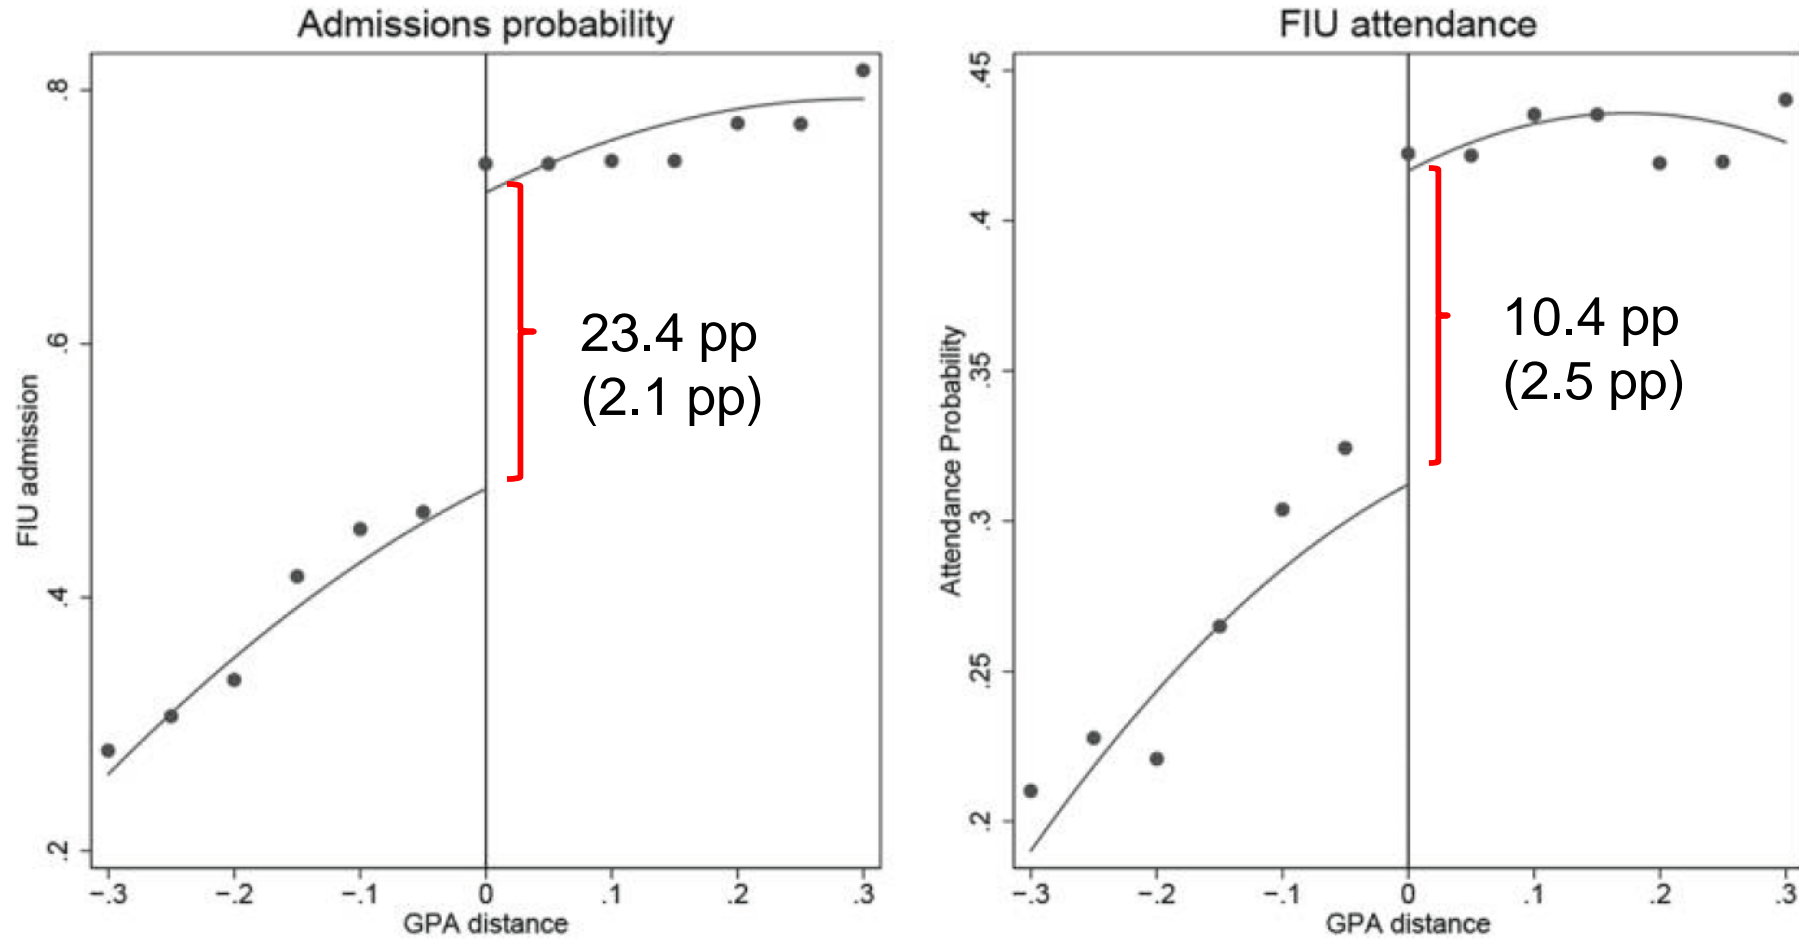 Admissions probability
FIU admission
.8
.6
.4
.2
23.4 pp
(2.1 pp)
−.3 −.2 −.1 0 .1 .2 .3
GPA distance
FIU attendance
Attendance Probability
.45
.4
.35
.3
.25
.2
10.4 pp
(2.5 pp)
−.3 −.2 −.1 0 .1 .2 .3
GPA distance